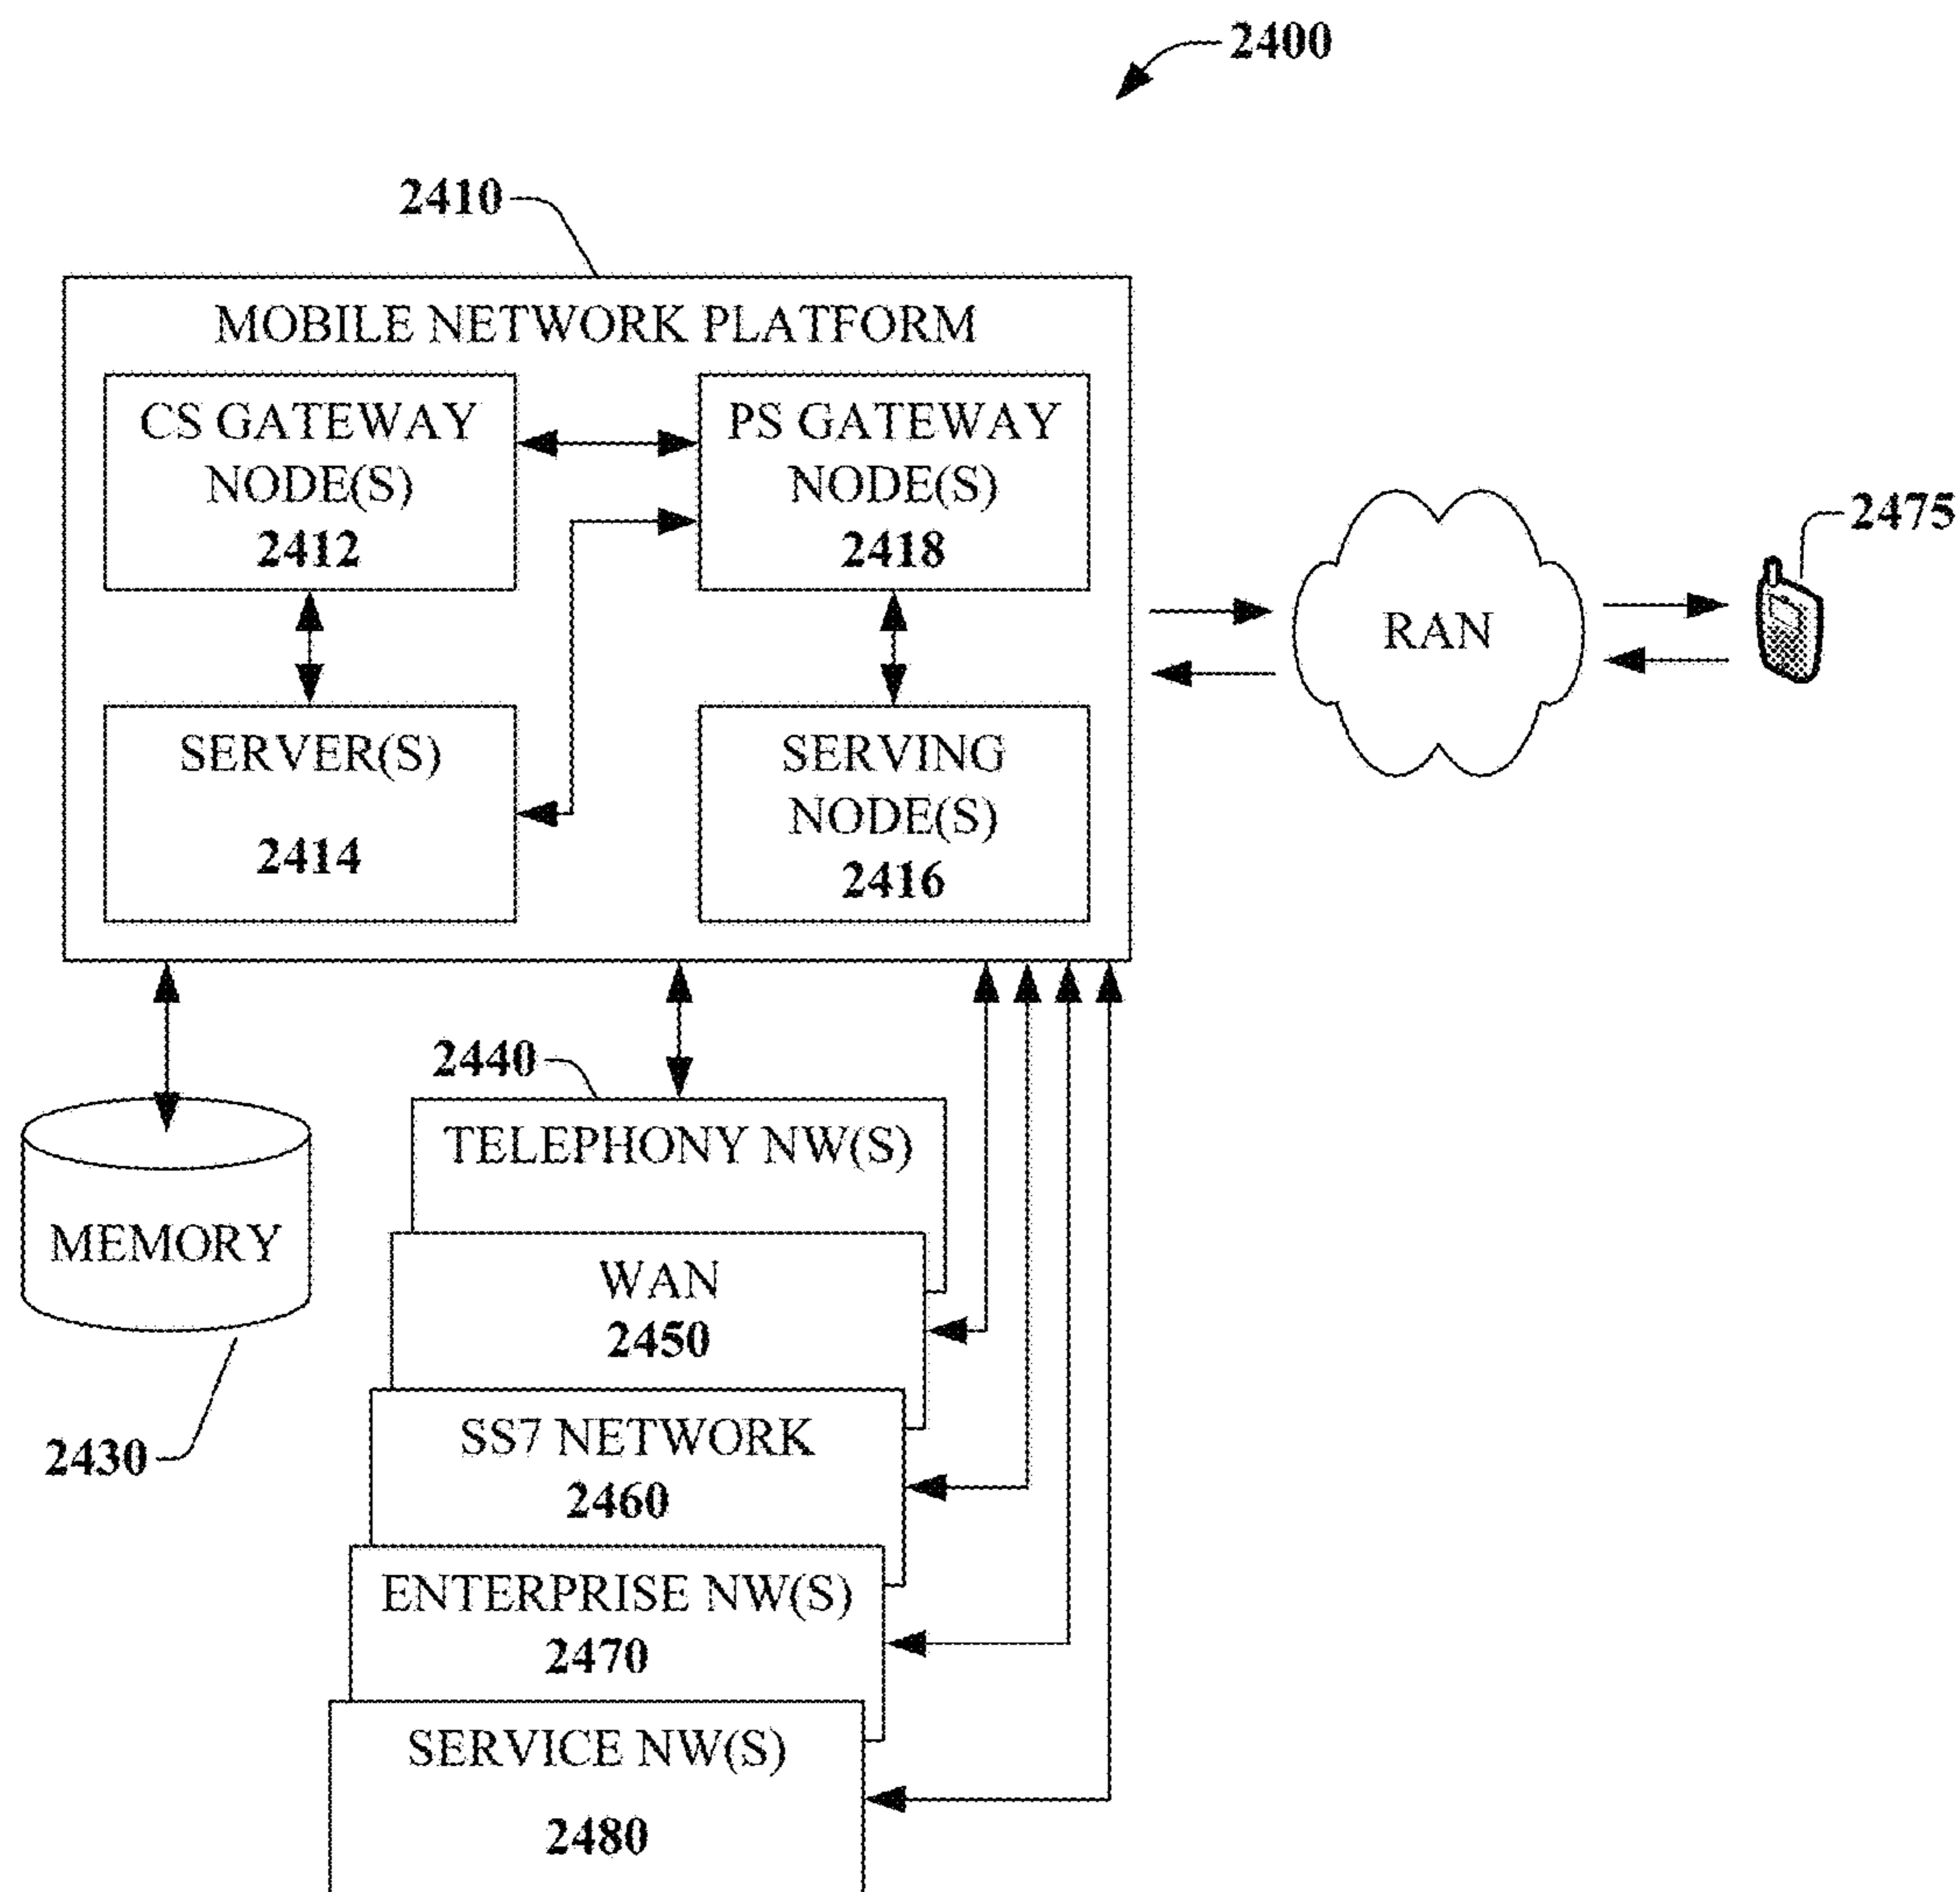 2400
2410
MOBILE NETWORK PLATFORM
CS GATEWAY
NODE(S)
2412
PS GATEWAY
NODE(S)
2418
SERVER(S)
2414
SERVING
NODE(S)
2416
RAN
2475
2440
TELEPHONY NW(S)
MEMORY
2430
WAN
2450
SS7 NETWORK
2460
ENTERPRISE NW(S)
2470
SERVICE NW(S)
2480